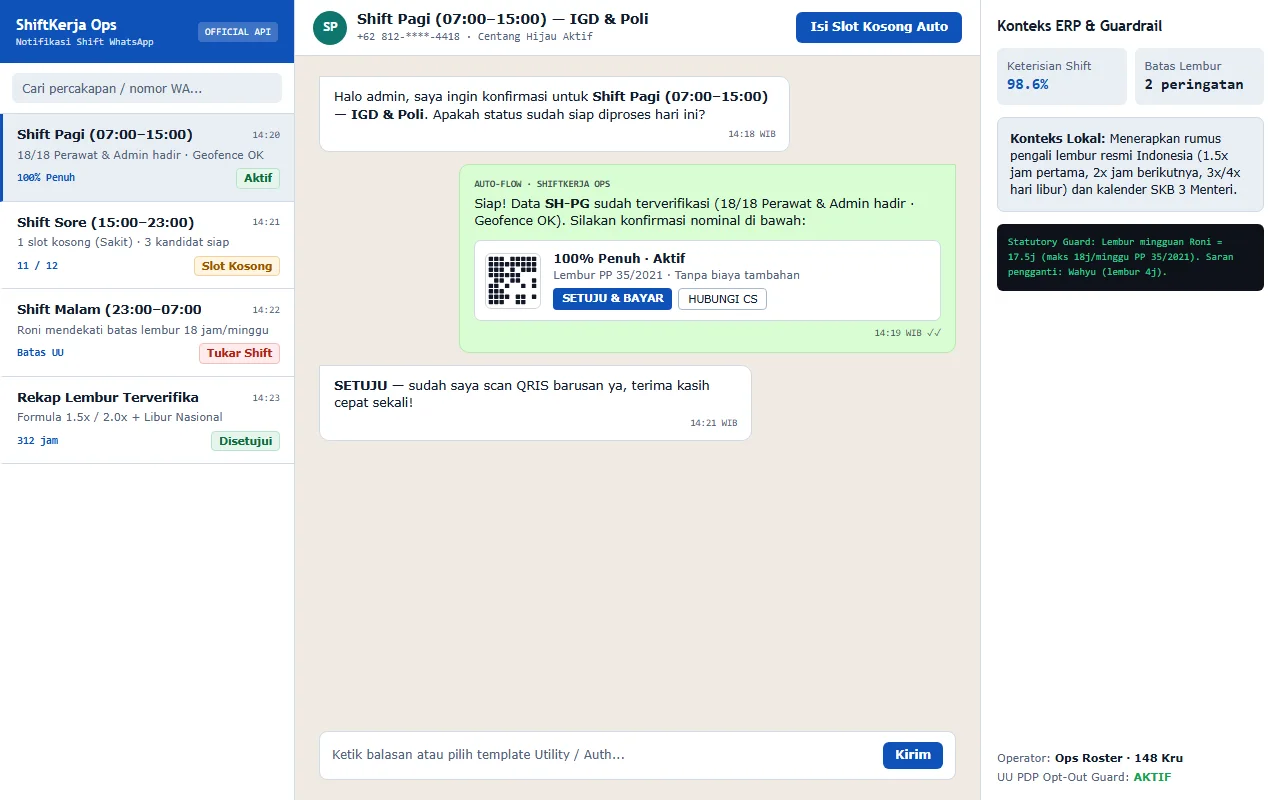 ShiftKerja Ops
Notifikasi Shift WhatsApp
OFFICIAL API
Cari percakapan / nomor WA...
Shift Pagi (07:00–15:00)
14:20
18/18 Perawat & Admin hadir · Geofence OK
100% Penuh
Aktif
Shift Sore (15:00–23:00)
14:21
1 slot kosong (Sakit) · 3 kandidat siap
11 / 12
Slot Kosong
Shift Malam (23:00–07:00
14:22
Roni mendekati batas lembur 18 jam/minggu
Batas UU
Tukar Shift
Rekap Lembur Terverifika
14:23
Formula 1.5x / 2.0x + Libur Nasional
312 jam
Disetujui
SP
Shift Pagi (07:00–15:00) — IGD & Poli
+62 812-****-4418 · Centang Hijau Aktif
Isi Slot Kosong Auto
Halo admin, saya ingin konfirmasi untuk Shift Pagi (07:00–15:00)
— IGD & Poli. Apakah status sudah siap diproses hari ini?
14:18 WIB
AUTO-FLOW · SHIFTKERJA OPS
Siap! Data SH-PG sudah terverifikasi (18/18 Perawat & Admin hadir ·
Geofence OK). Silakan konfirmasi nominal di bawah:
100% Penuh · Aktif
Lembur PP 35/2021 · Tanpa biaya tambahan
SETUJU & BAYAR
HUBUNGI CS
14:19 WIB ✓✓
SETUJU — sudah saya scan QRIS barusan ya, terima kasih
cepat sekali!
14:21 WIB
Ketik balasan atau pilih template Utility / Auth...
Kirim
Konteks ERP & Guardrail
Keterisian Shift
98.6%
Batas Lembur
2 peringatan
Konteks Lokal: Menerapkan rumus
pengali lembur resmi Indonesia (1.5x
jam pertama, 2x jam berikutnya, 3x/4x
hari libur) dan kalender SKB 3 Menteri.
Statutory Guard: Lembur mingguan Roni =
17.5j (maks 18j/minggu PP 35/2021). Saran
pengganti: Wahyu (lembur 4j).
Operator: Ops Roster · 148 Kru
UU PDP Opt-Out Guard: AKTIF